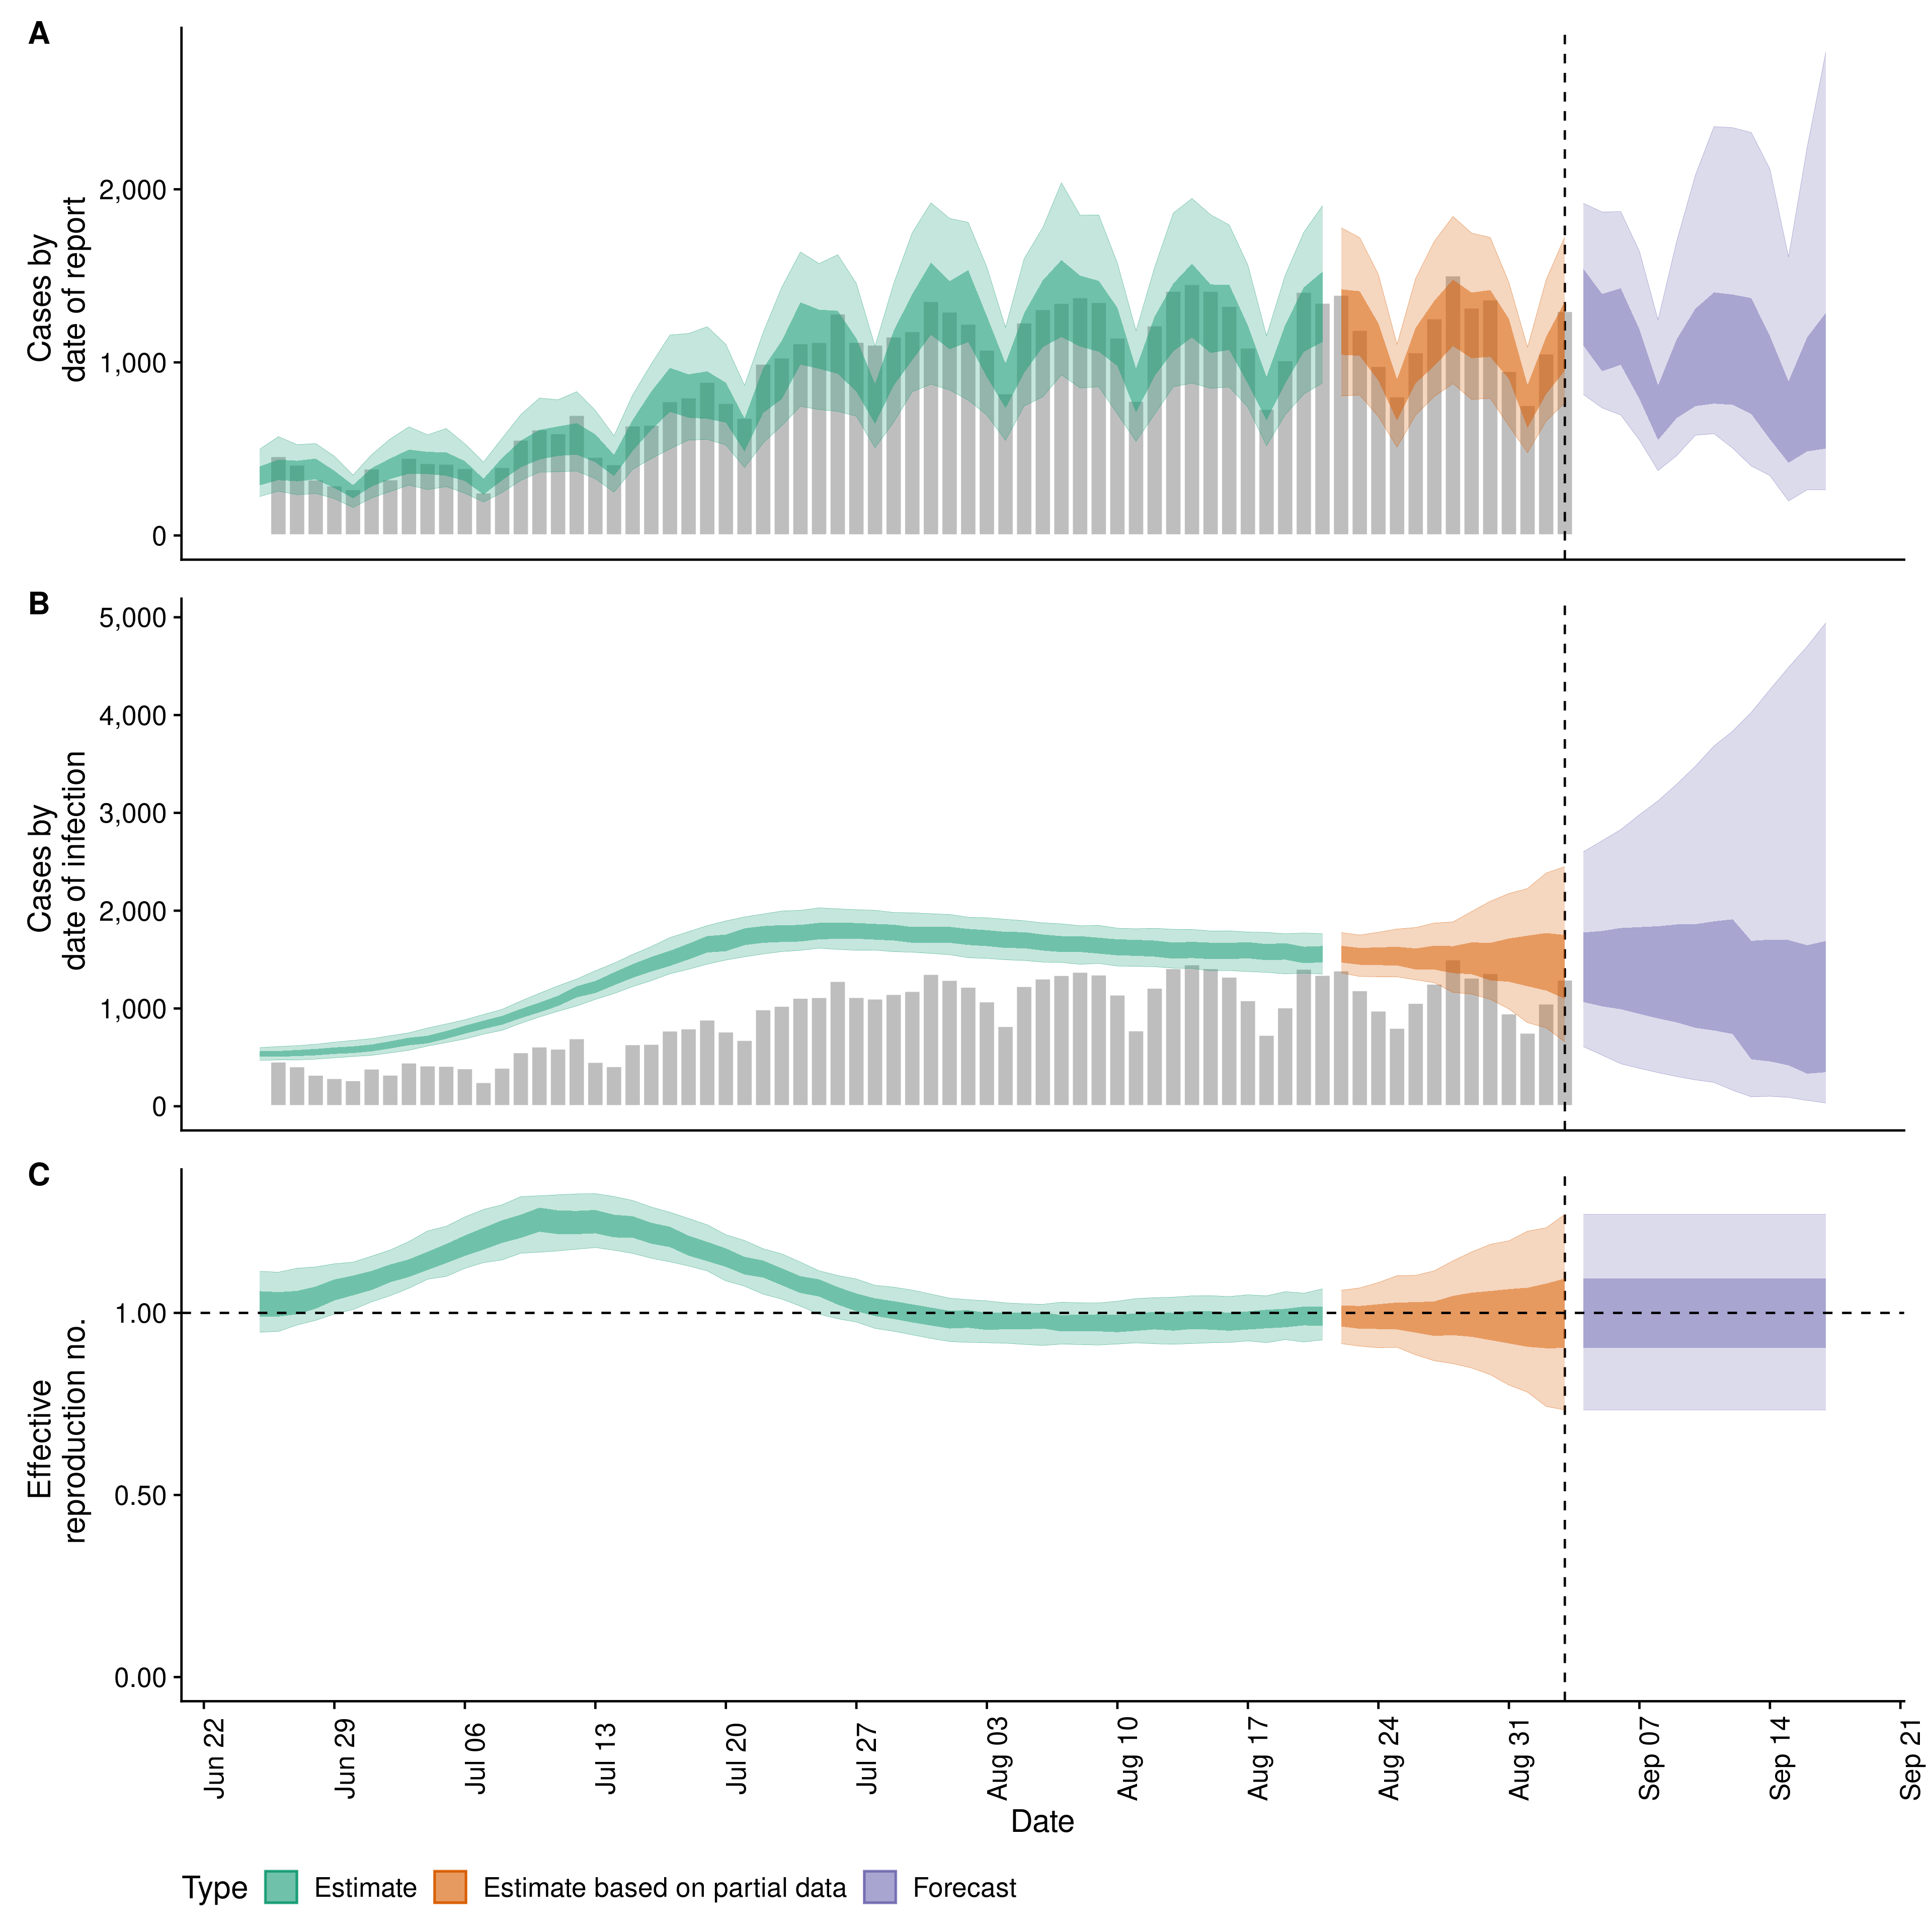 A
Cases by
date of report
2,000
1,000
0
B
Cases by
date of infection
5,000
4,000
3,000
2,000
1,000
0
C
Effective
reproduction no.
1.00
0.50
0.00
Jun 22
Jun 29
Jul 06
Jul 13
Jul 20
Jul 27
Aug 03
Aug 10
Aug 17
Aug 24
Aug 31
Sep 07
Sep 14
Sep 21
Date
Type Estimate Estimate based on partial data Forecast